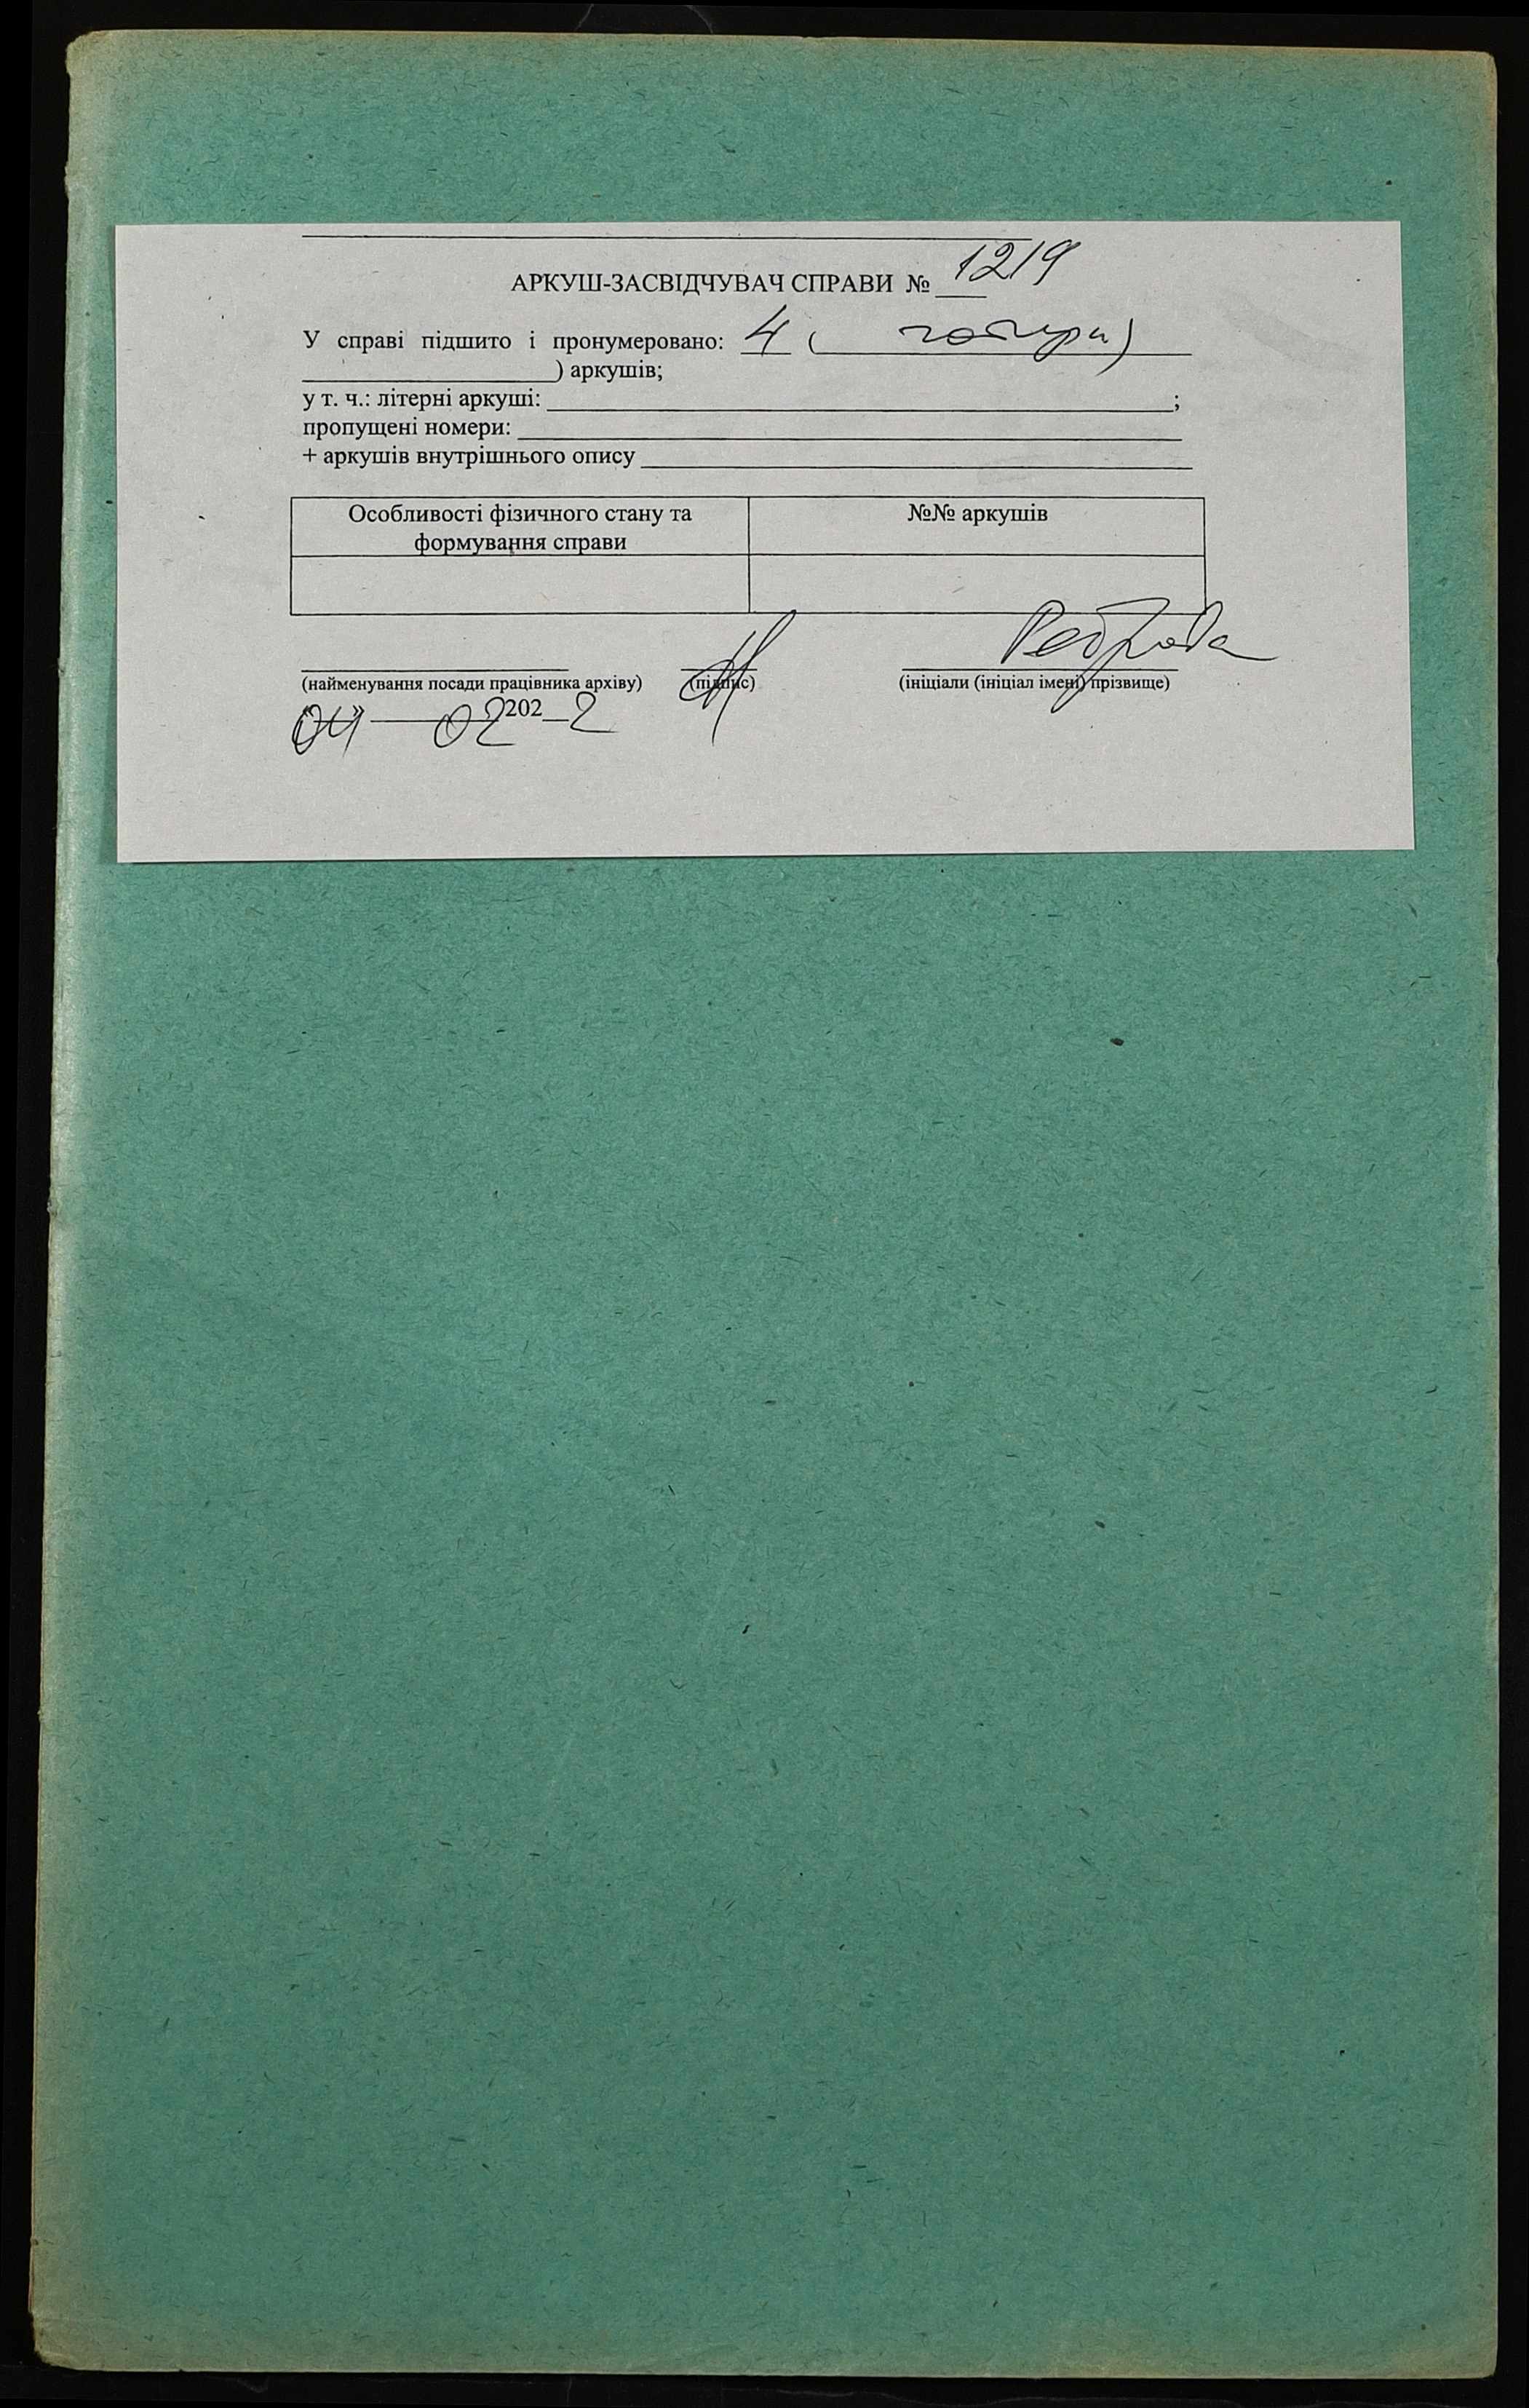 АРКУШ-ЗАСВІДЧУВАЧ СПРАВИ № 1219
У справі підшито і пронумеровано: 4 ( чотири)
) аркушів;
у т. ч.: літерні аркуші: ;
пропущені номери:
+ аркушів внутрішнього опису
Особливості фізичного стану та формування справи
№№ аркушів
(найменування посади працівника архіву) (підпис) (ініціали (ініціал імені) прізвище)
«04» 02 2022